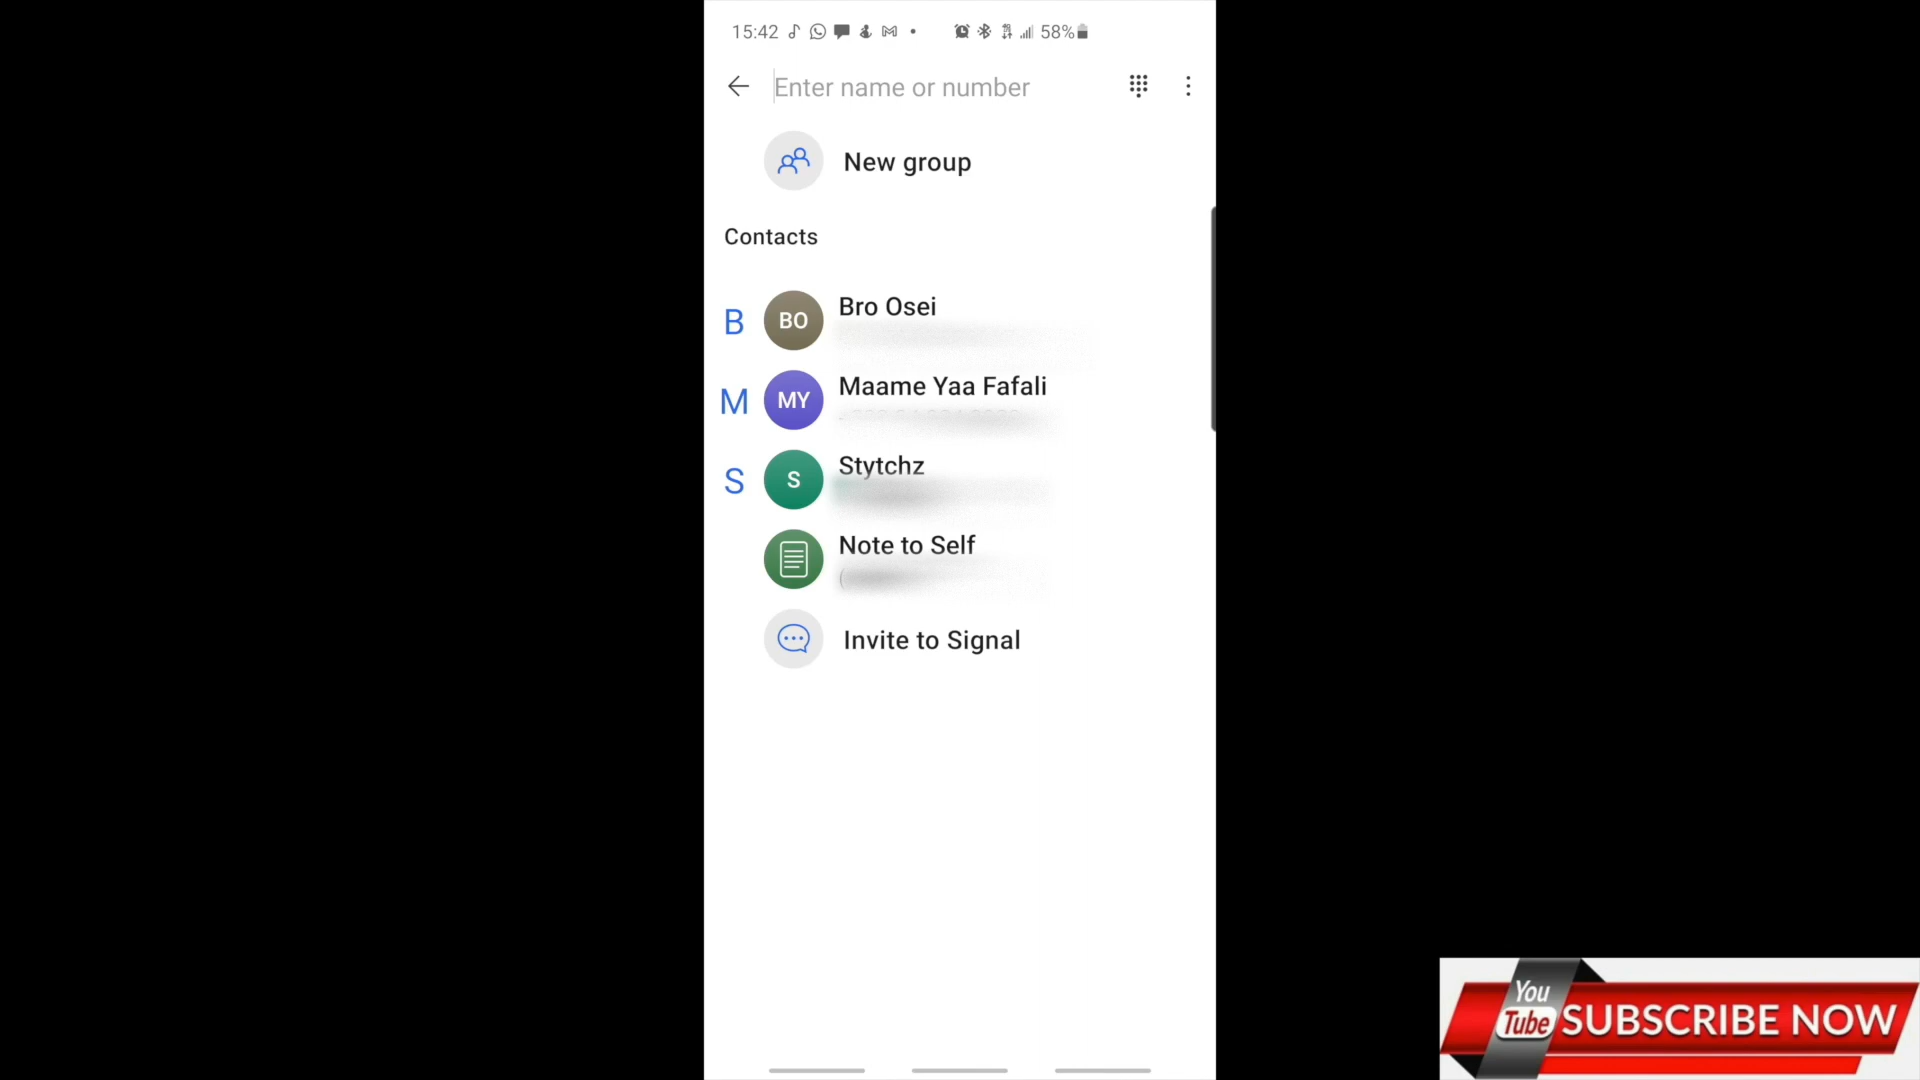 15:42
58%
Enter name or number
New group
Contacts
B
BO
Bro Osei
M
MY
Maame Yaa Fafali
S
S
Stytchz
Note to Self
Invite to Signal
You
Tube
SUBSCRIBE NOW